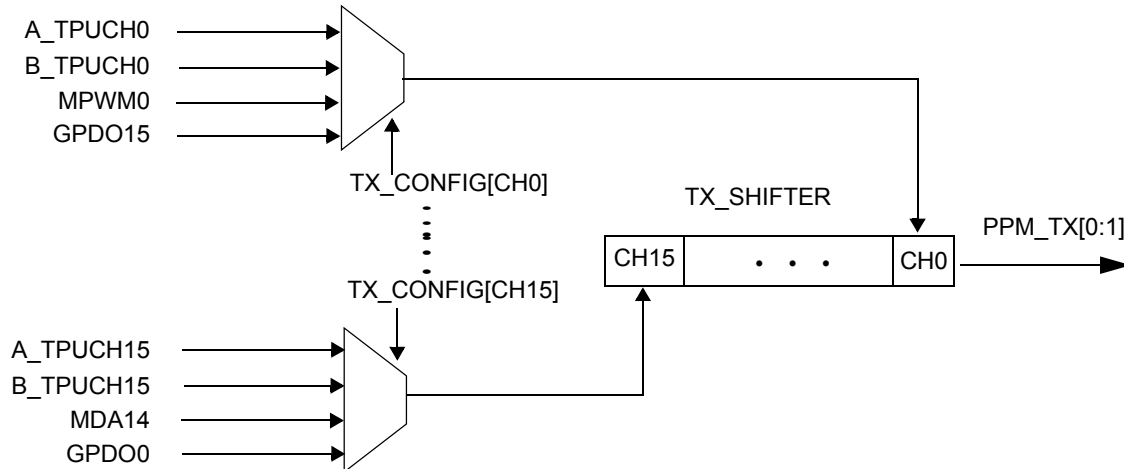 A_TPUCH0
B_TPUCH0
MPWM0
GPDO15
TX_CONFIG[CH0]
TX_SHIFTER
PPM_TX[0:1]
CH15 • • • CH0
TX_CONFIG[CH15]
A_TPUCH15
B_TPUCH15
MDA14
GPDO0